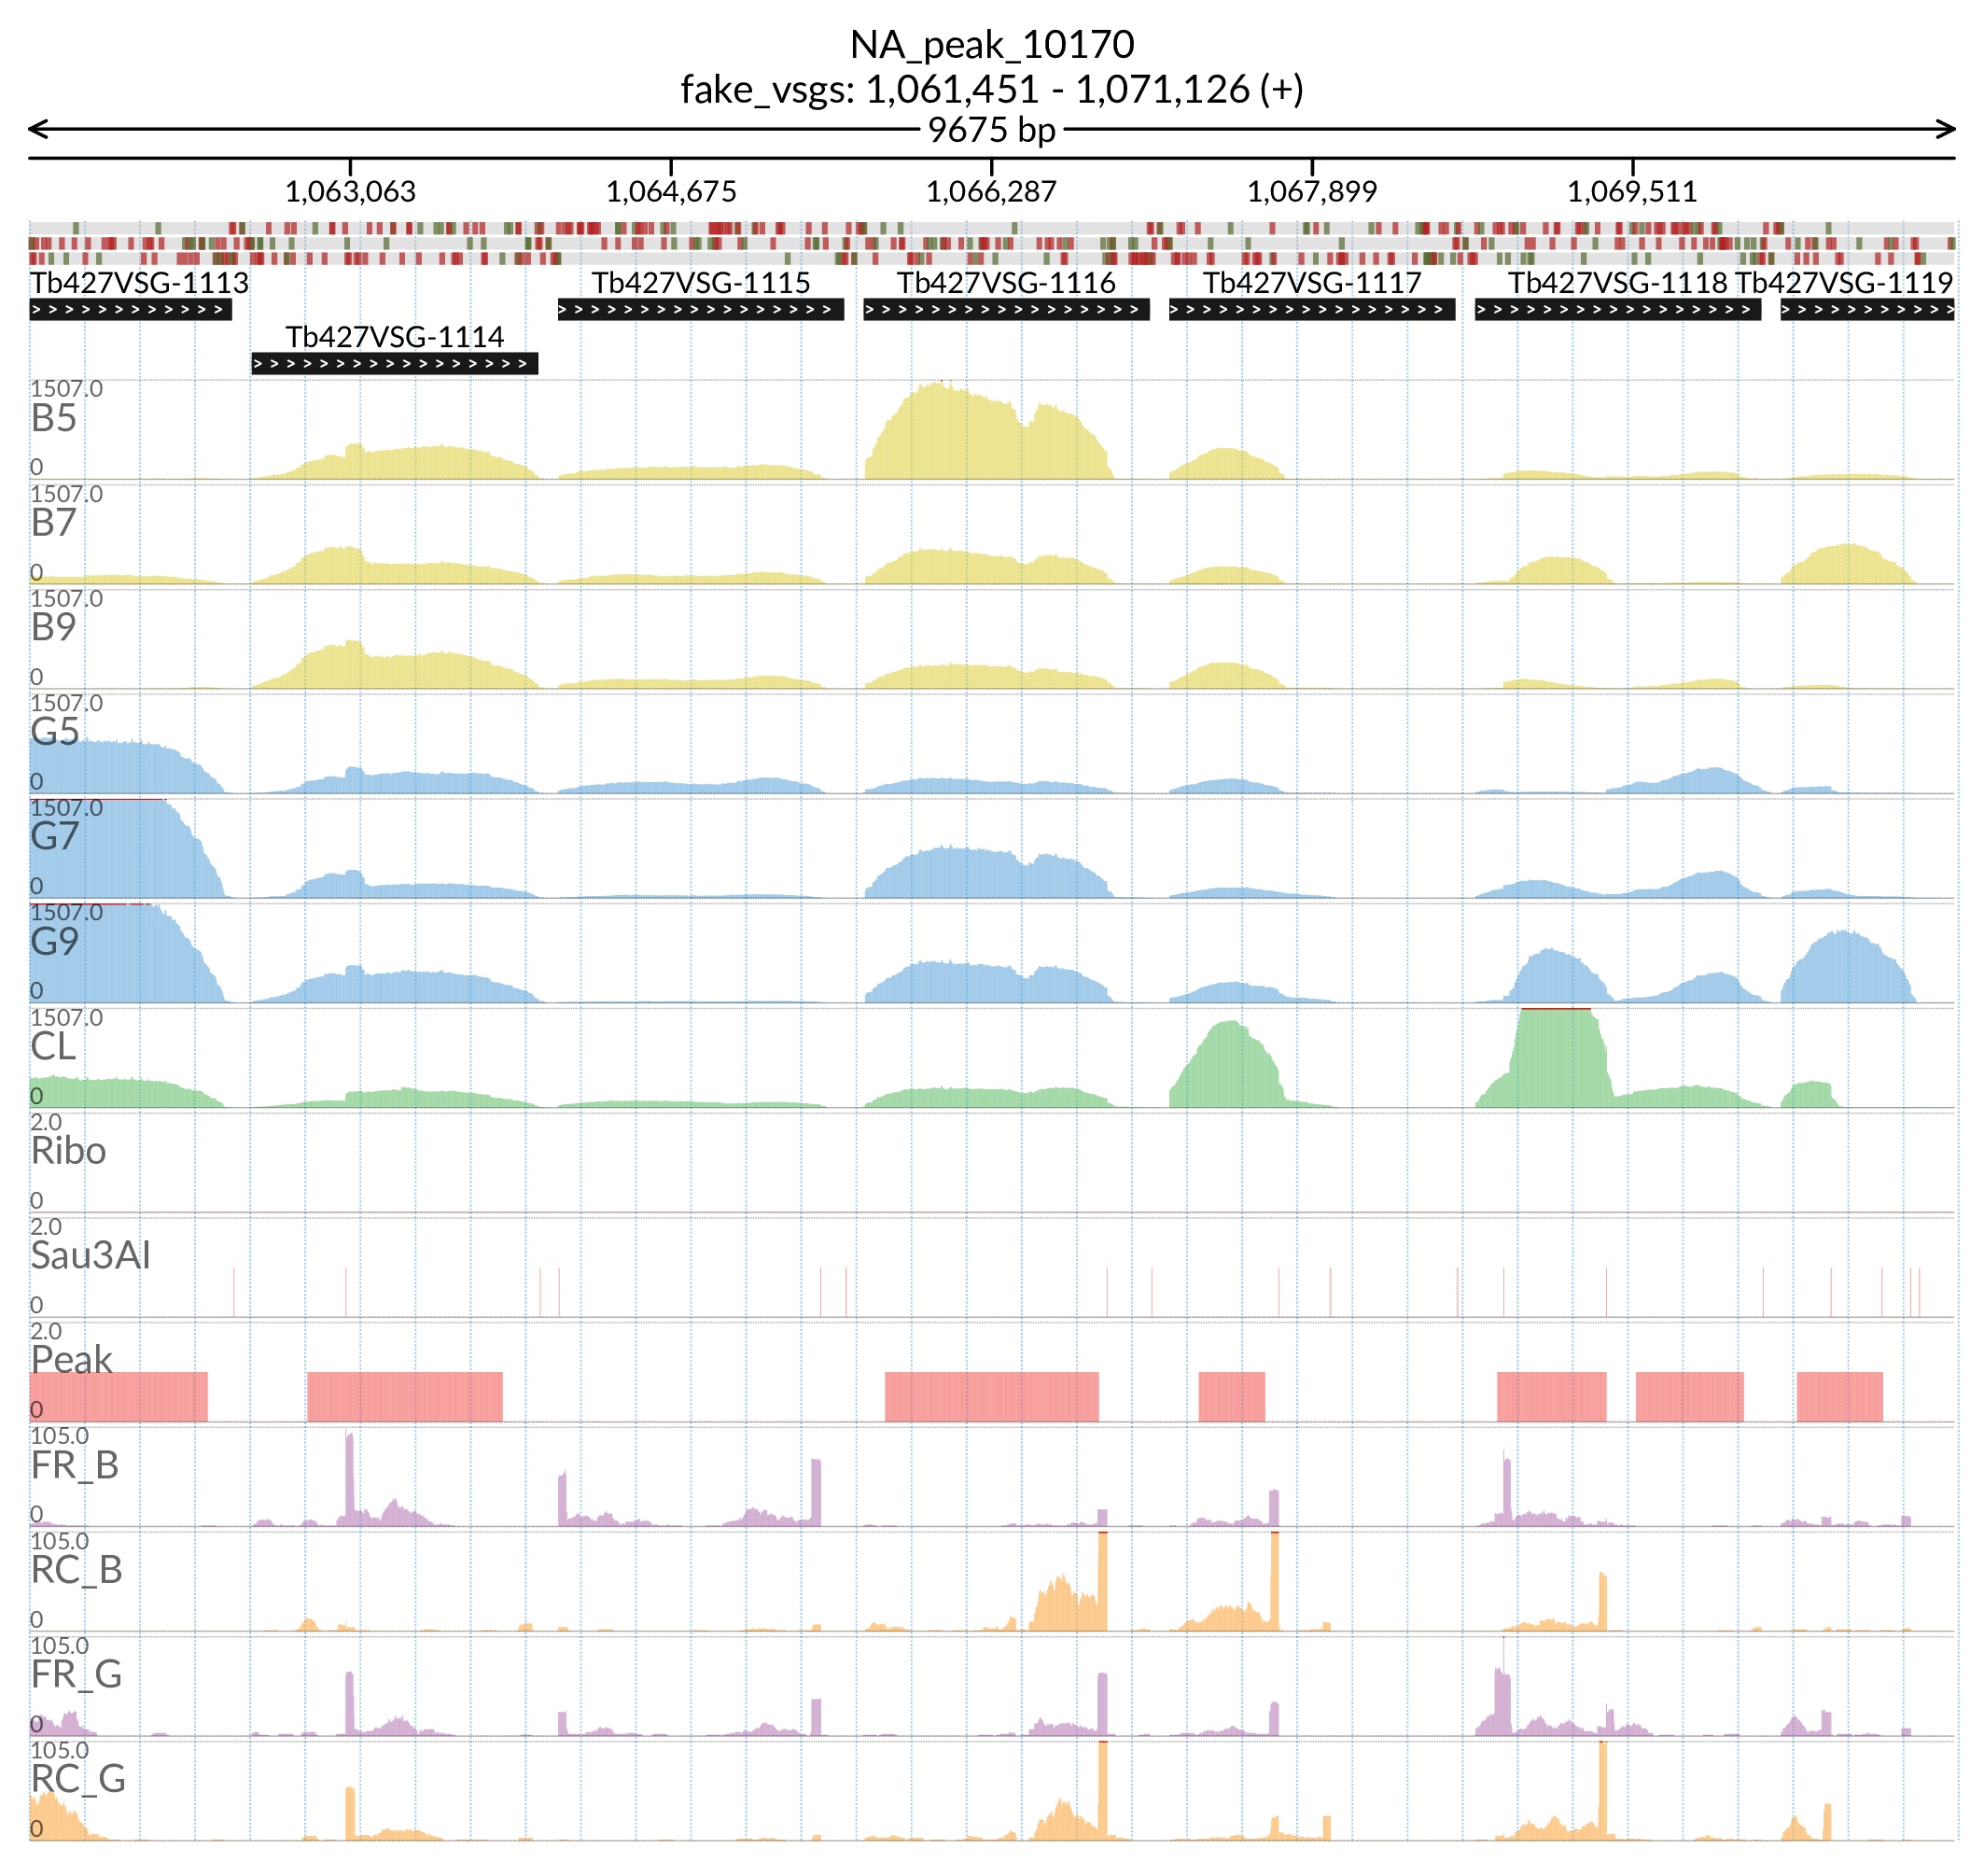 NA_peak_10170
fake_vsgs: 1,061,451 - 1,071,126 (+)
9675 bp
1,063,063 1,064,675 1,066,287 1,067,899 1,069,511
Tb427VSG-1113 Tb427VSG-1115 Tb427VSG-1116 Tb427VSG-1117 Tb427VSG-1118 Tb427VSG-1119
Tb427VSG-1114
1507.0
B5
0
1507.0
B7
0
1507.0
B9
0
1507.0
G5
0
1507.0
G7
0
1507.0
G9
0
1507.0
CL
0
2.0
Ribo
0
2.0
Sau3AI
0
2.0
Peak
0
105.0
FR_B
0
105.0
RC_B
0
105.0
FR_G
0
105.0
RC_G
0